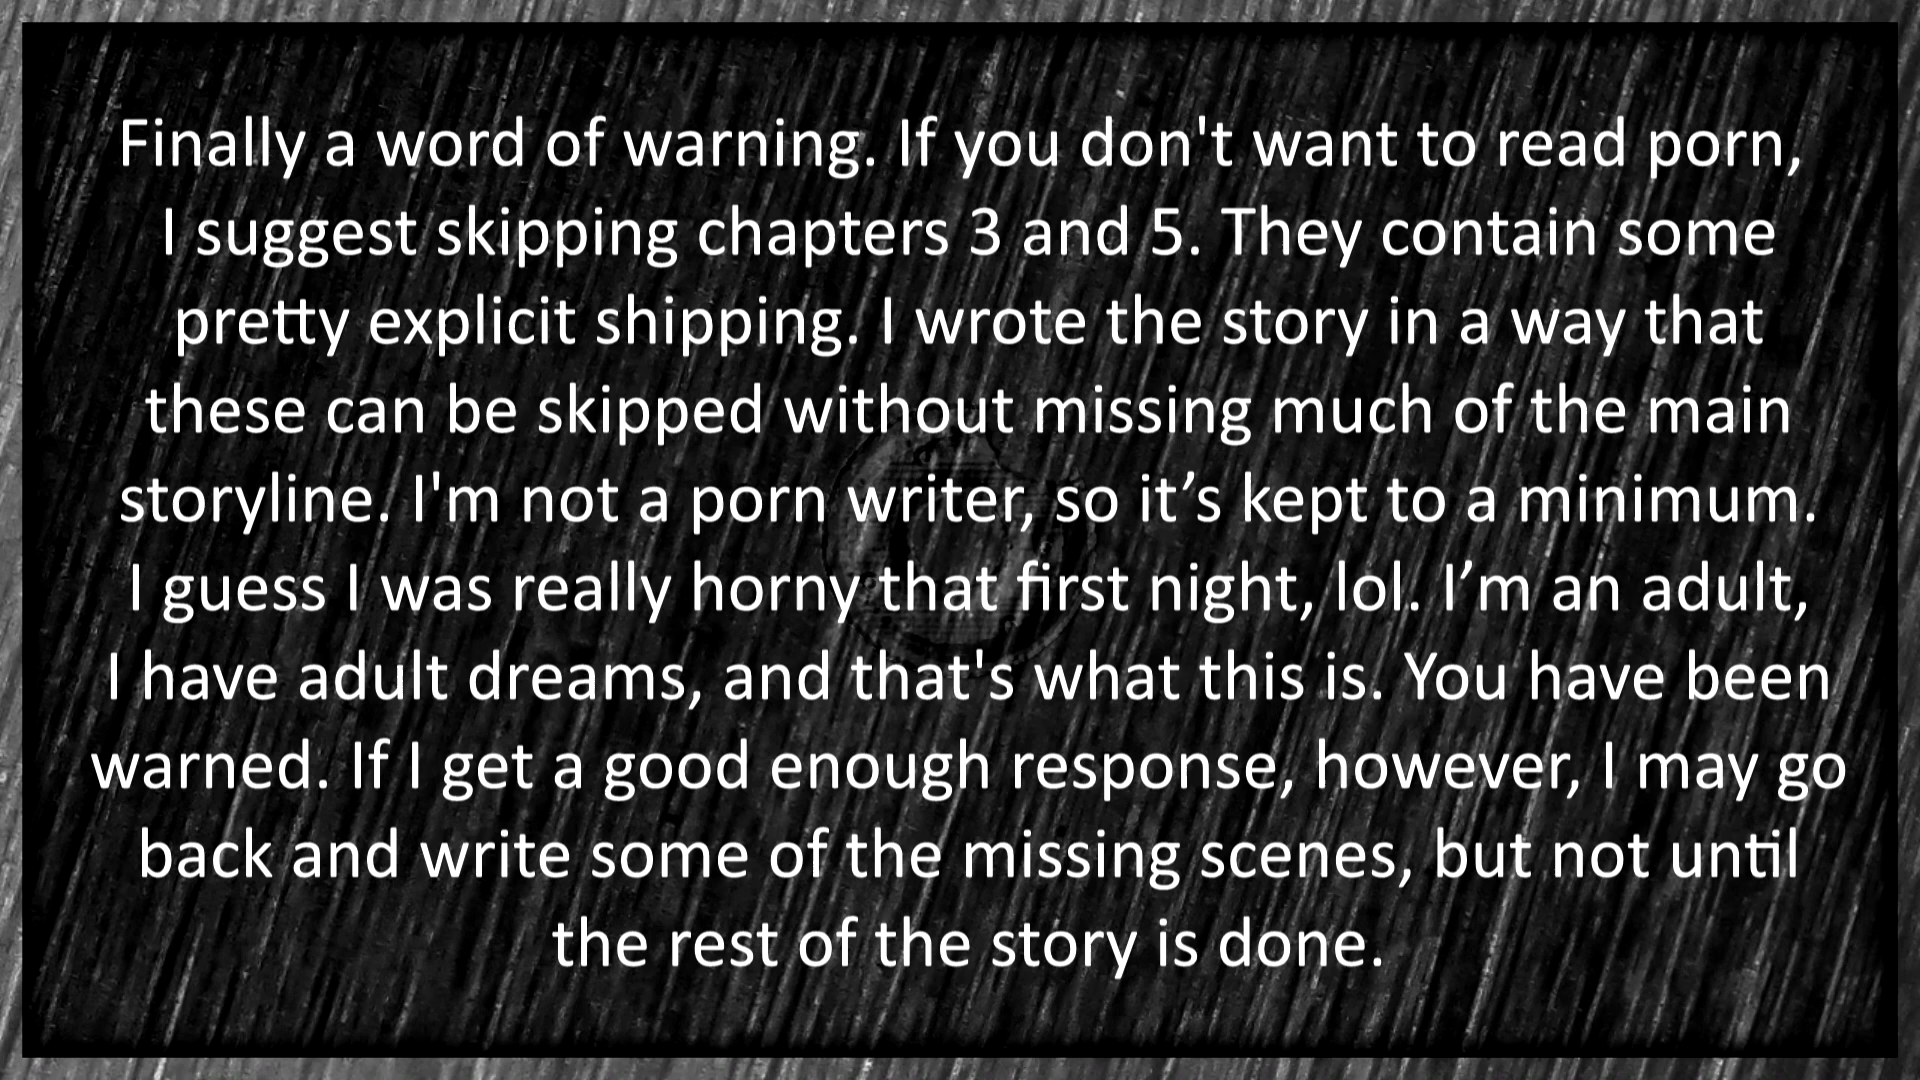 Finally a word of warning. If you don't want to read porn,
I suggest skipping chapters 3 and 5. They contain some
pretty explicit shipping. I wrote the story in a way that
these can be skipped without missing much of the main
storyline. I'm not a porn writer, so it’s kept to a minimum.
I guess I was really horny that first night, lol. I’m an adult,
I have adult dreams, and that's what this is. You have been
warned. If I get a good enough response, however, I may go
back and write some of the missing scenes, but not until
the rest of the story is done.